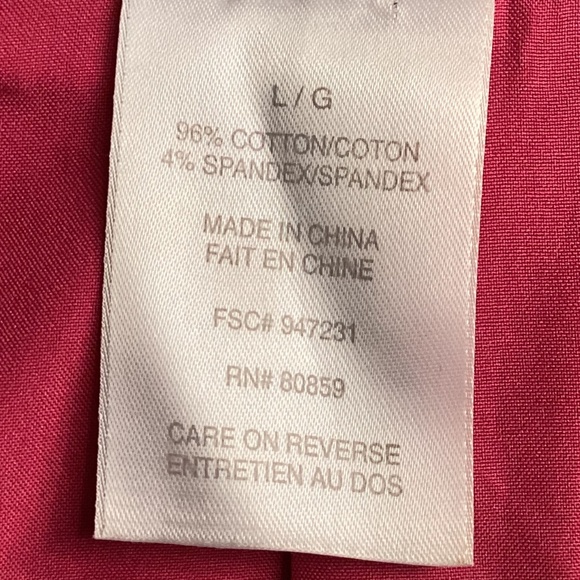 L / G
96% COTTON/COTON
4% SPANDEX/SPANDEX
MADE IN CHINA
FAIT EN CHINE
FSC# 947231
RN# 80859
CARE ON REVERSE
ENTRETIEN AU DOS